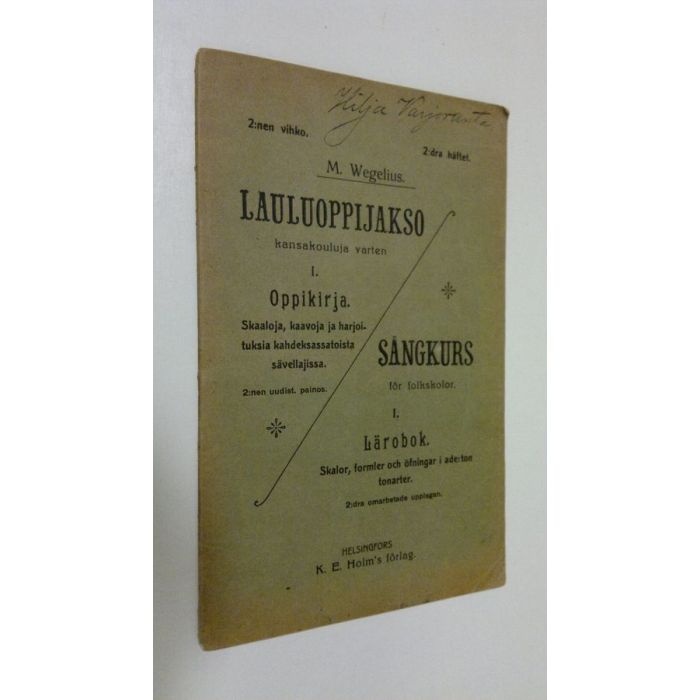 Hilja Varjoranta
2:nen vihko.
2:dra häftet.
M. Wegelius.
LAULUOPPIJAKSO
kansakouluja varten
I.
Oppikirja.
Skaaloja, kaavoja ja harjoi-
tuksia kahdeksassatoista
sävellajissa.
2:nen uudist. painos.
SÅNGKURS
för folkskolor.
I.
Lärobok.
Skalor, formler och öfningar i aderton
tonarter.
2:dra omarbetade upplagan.
HELSINGFORS
K. E. Holm's förlag.